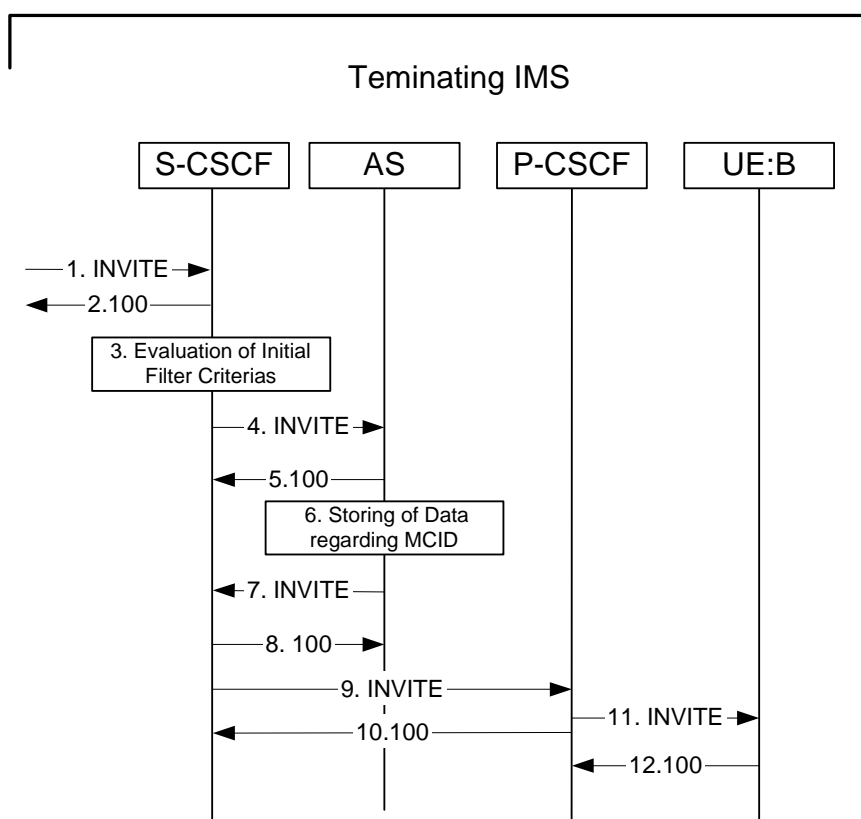 Teminating IMS
S-CSCF
AS
P-CSCF
UE:B
1. INVITE
2.100
3. Evaluation of Initial
Filter Criterias
4. INVITE
5.100
6. Storing of Data
regarding MCID
7. INVITE
8. 100
9. INVITE
11. INVITE
10.100
12.100